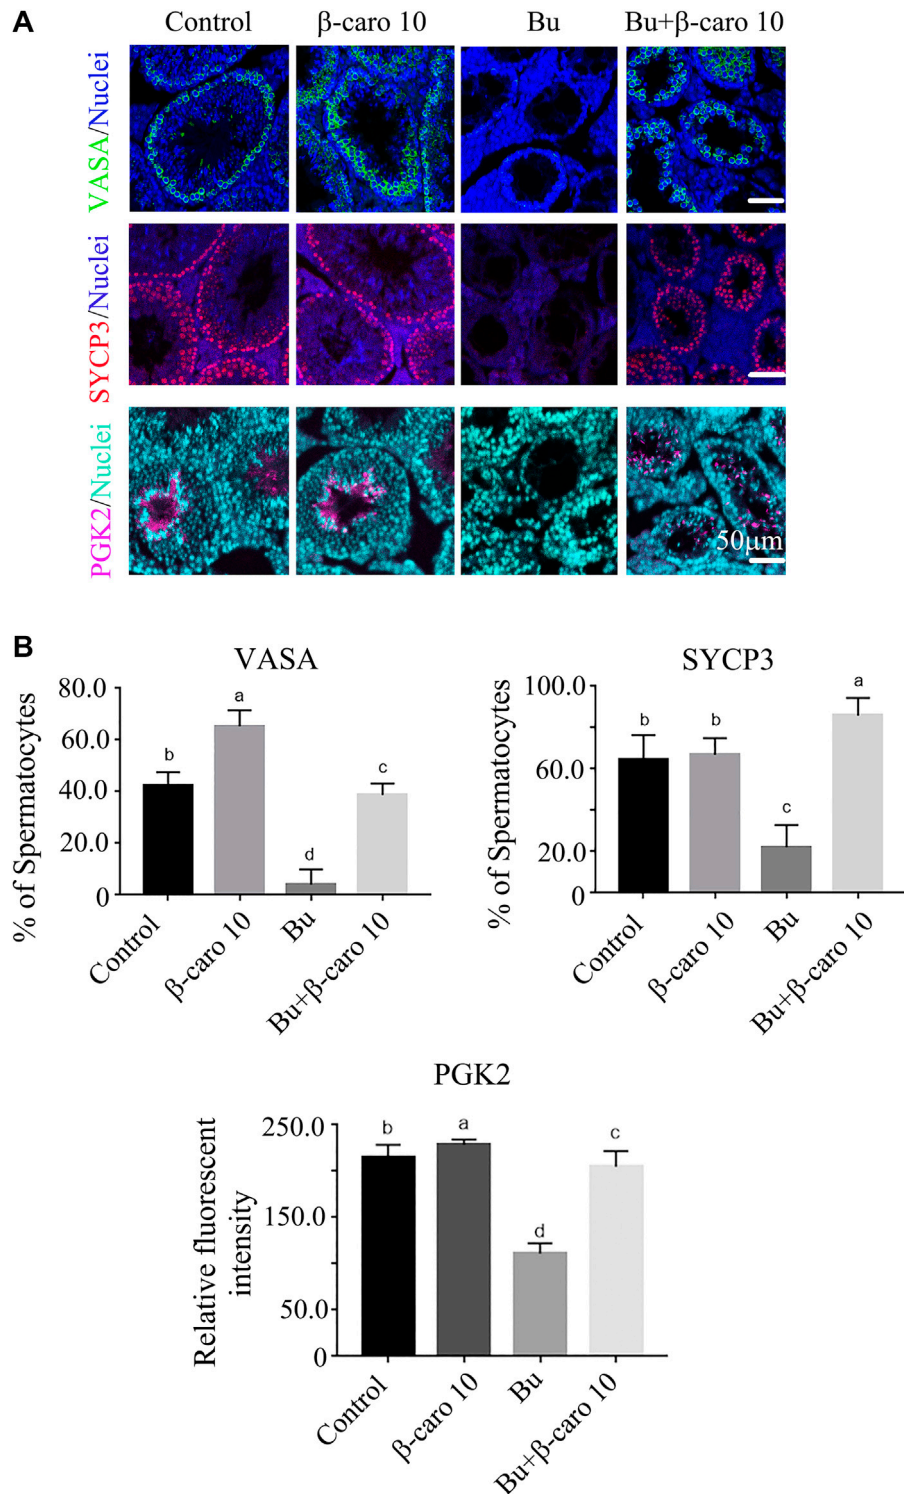 A
Control β-caro 10 Bu Bu+β-caro 10
VASA/Nuclei
SYCP3/Nuclei
PGK2/Nuclei
50μm
B
VASA
% of Spermatocytes
80.0
60.0
40.0
20.0
0
b
a
d
c
Control
β-caro 10
Bu
Bu+β-caro 10
SYCP3
% of Spermatocytes
100.0
60.0
20.0
0
b
b
c
a
Control
β-caro 10
Bu
Bu+β-caro 10
PGK2
Relative fluorescent
intensity
250.0
150.0
50.0
0
b
a
d
c
Control
β-caro 10
Bu
Bu+β-caro 10